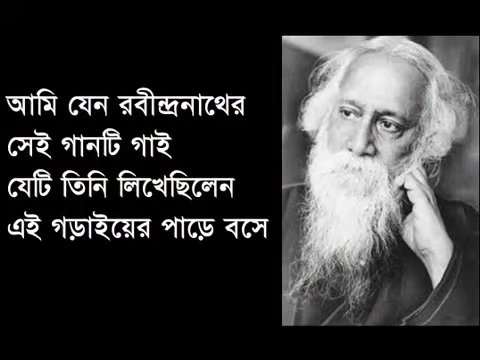 আমি যেন রবীন্দ্রনাথের
সেই গানটি গাই
যেটি তিনি লিখেছিলেন
এই গড়াইয়ের পাড়ে বসে